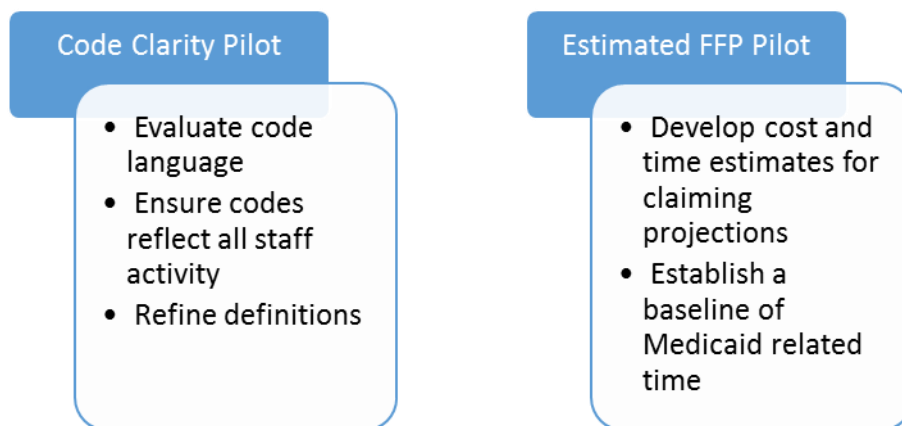 Code Clarity Pilot
• Evaluate code
language
• Ensure codes
reflect all staff
activity
• Refine definitions
Estimated FFP Pilot
• Develop cost and
time estimates for
claiming
projections
• Establish a
baseline of
Medicaid related
time